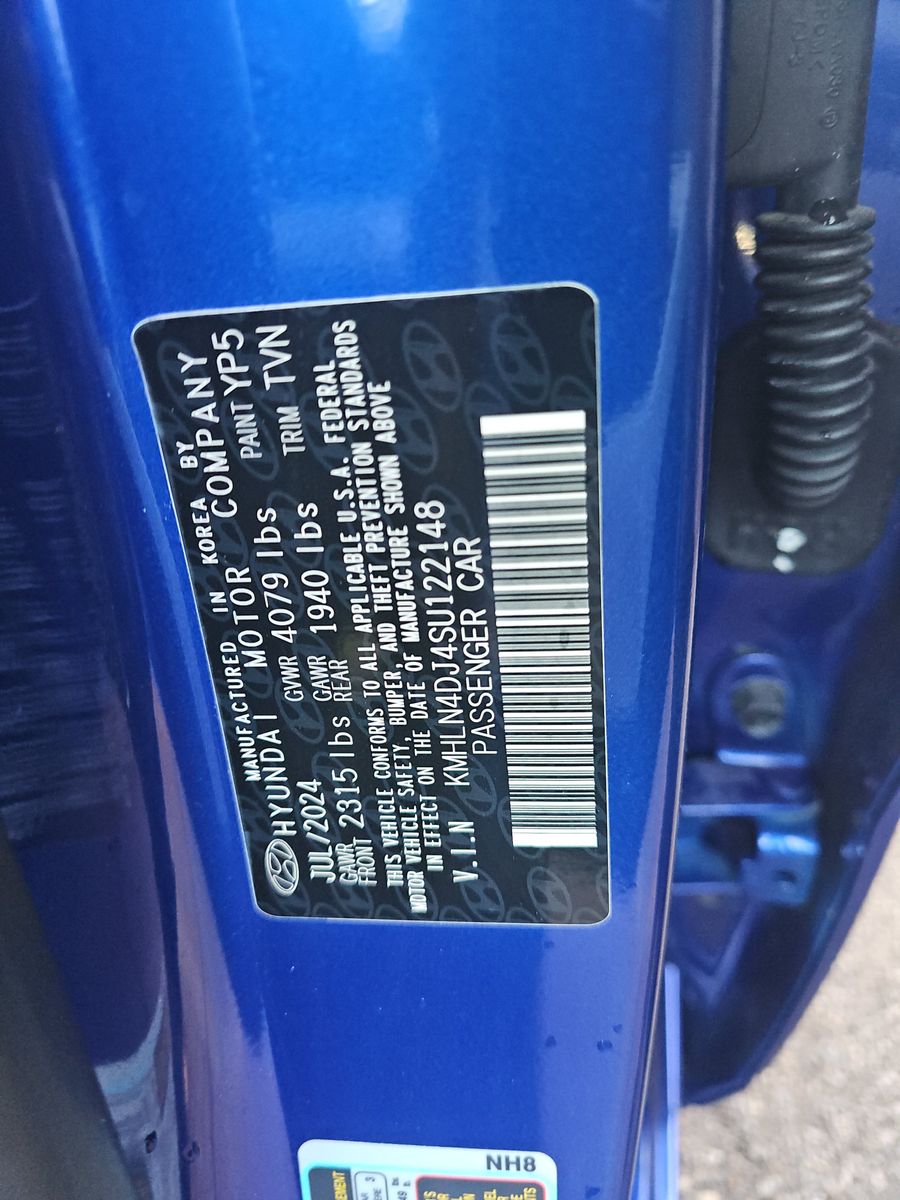 MANUFACTURED IN KOREA BY
HYUNDAI MOTOR COMPANY
JUL/2024 GVWR 4079 lbs PAINT YP5
GAWR FRONT 2315 lbs GAWR REAR 1940 lbs TRIM TVN
THIS VEHICLE CONFORMS TO ALL APPLICABLE U.S.A. FEDERAL
MOTOR VEHICLE SAFETY, BUMPER, AND THEFT PREVENTION STANDARDS
IN EFFECT ON THE DATE OF MANUFACTURE SHOWN ABOVE
V.I.N KMHLN4DJ4SU122148
PASSENGER CAR
NH8